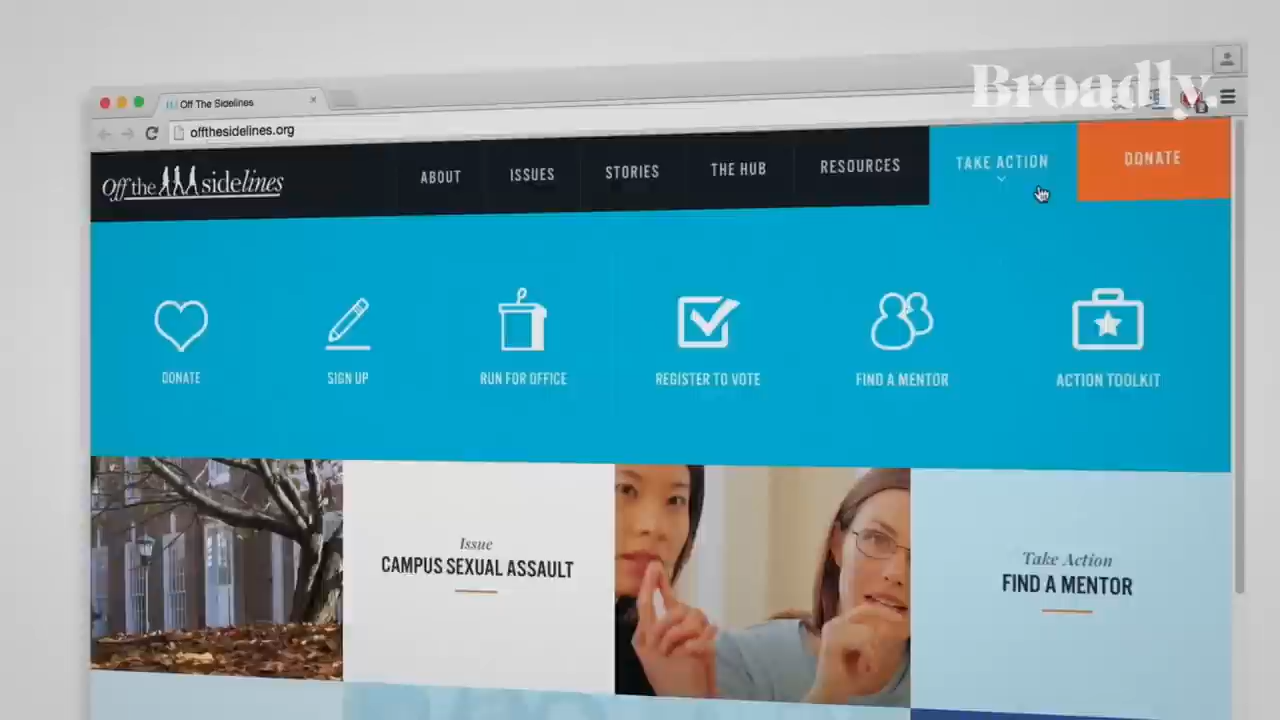 Broadly.
Off The Sidelines
offthesidelines.org
Off the sidelines
ABOUT
ISSUES
STORIES
THE HUB
RESOURCES
TAKE ACTION
DONATE
DONATE
SIGN UP
RUN FOR OFFICE
REGISTER TO VOTE
FIND A MENTOR
ACTION TOOLKIT
Issue
CAMPUS SEXUAL ASSAULT
Take Action
FIND A MENTOR